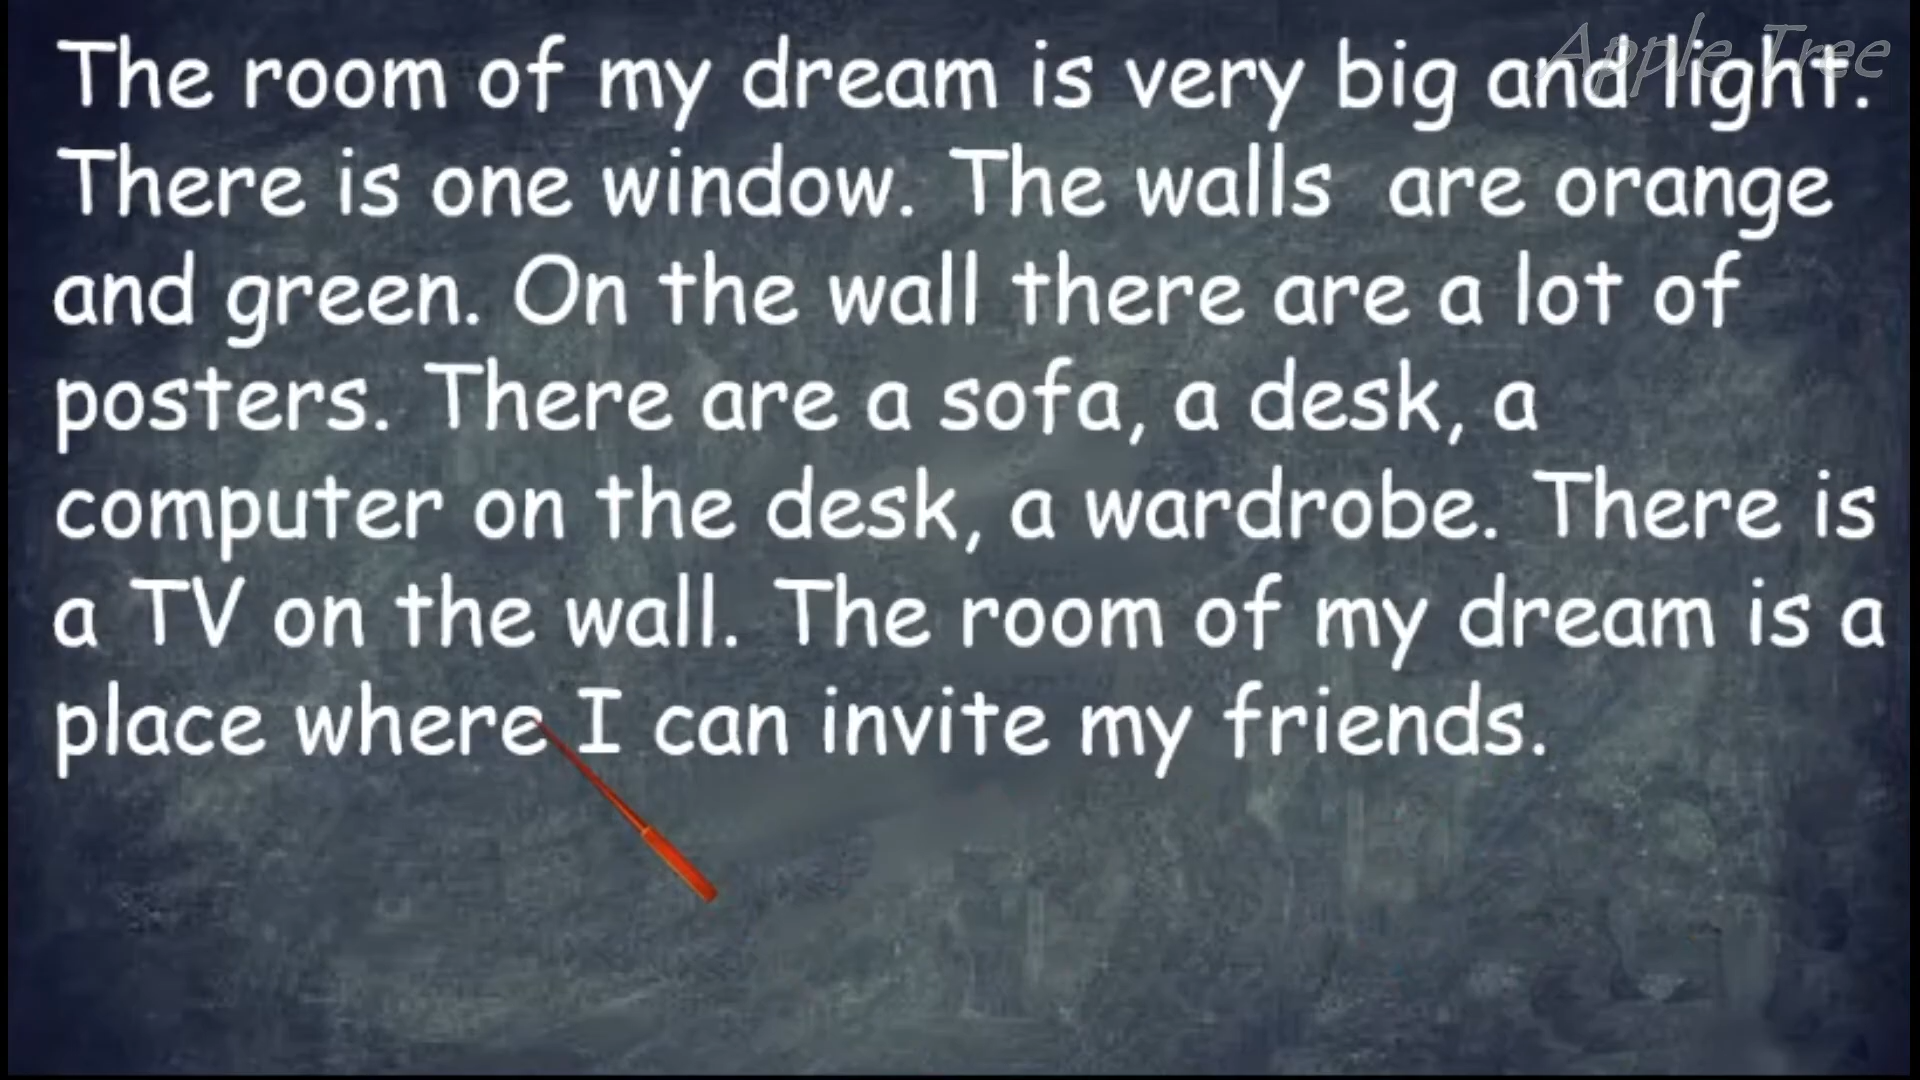 Apple Tree
The room of my dream is very big and light.
There is one window. The walls are orange
and green. On the wall there are a lot of
posters. There are a sofa, a desk, a
computer on the desk, a wardrobe. There is
a TV on the wall. The room of my dream is a
place where I can invite my friends.